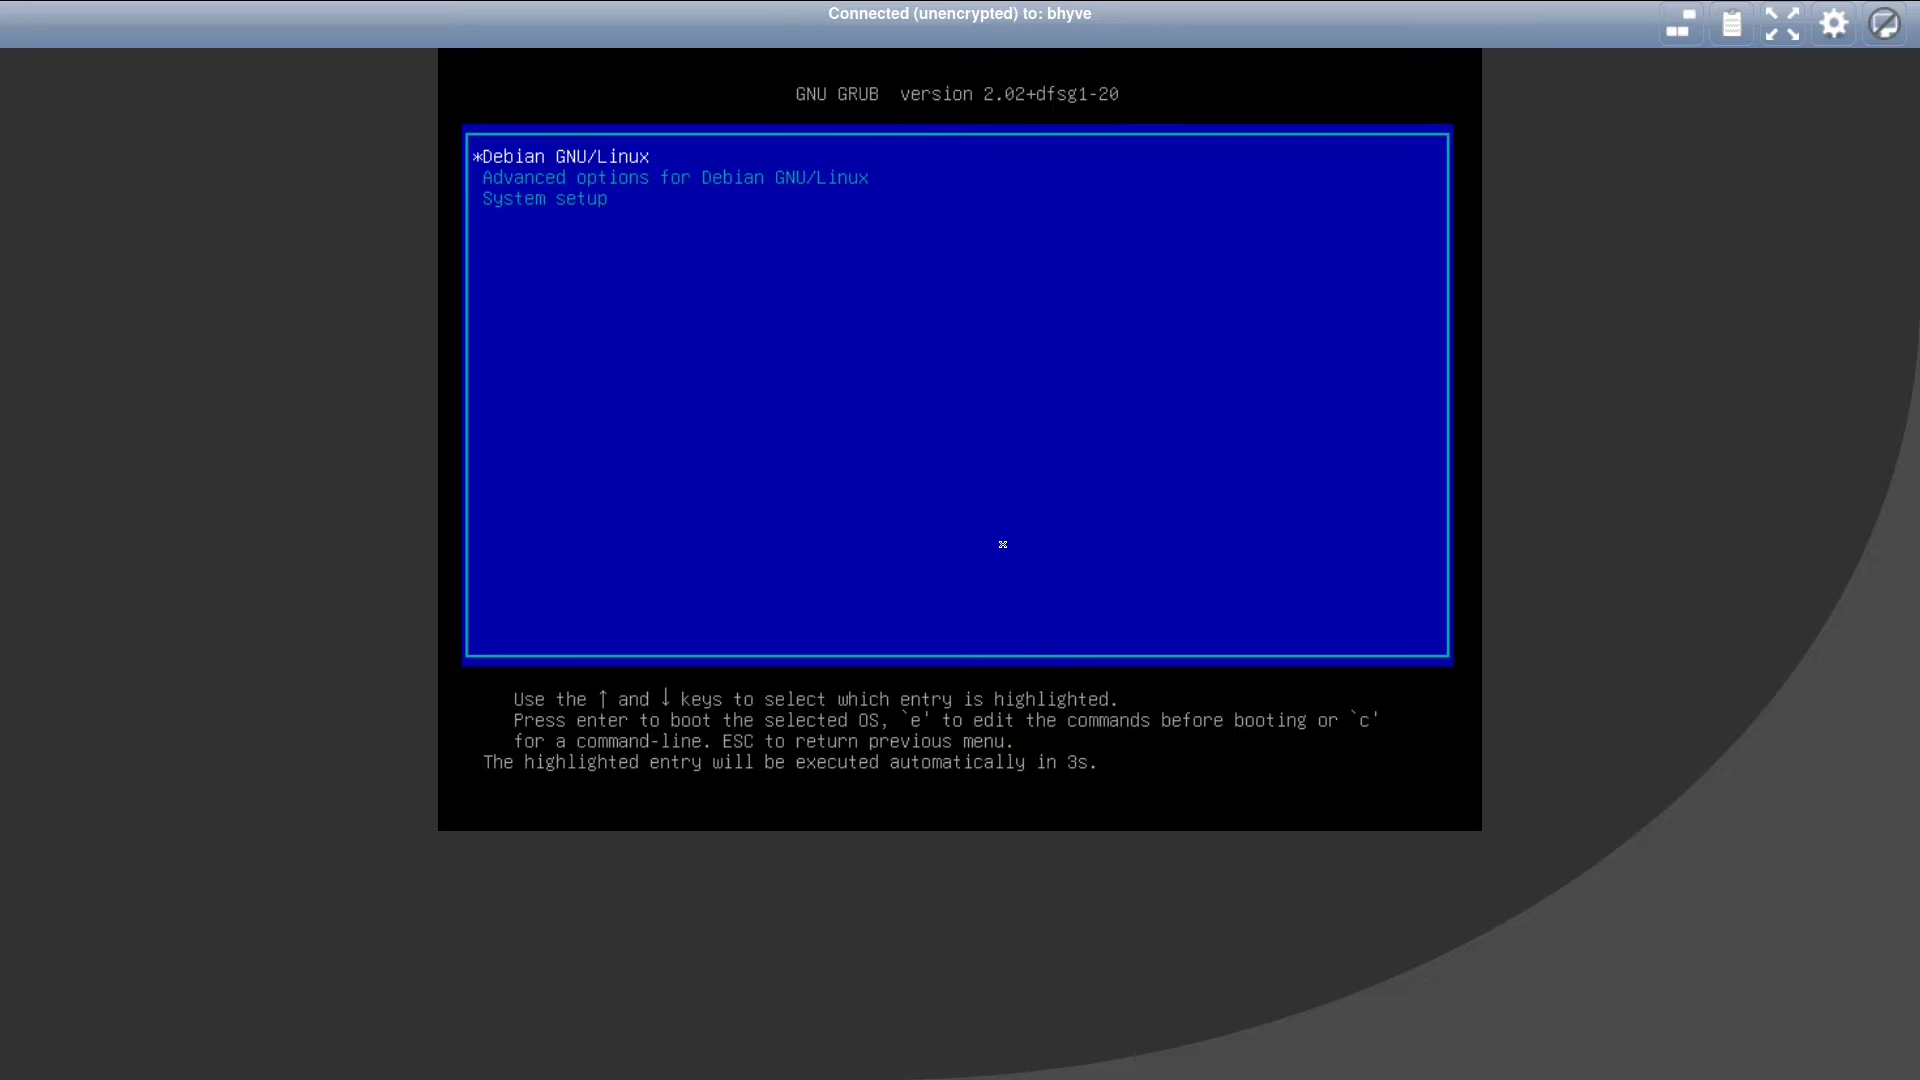 Connected (unencrypted) to: bhyve
GNU GRUB  version 2.02+dfsg1-20
*Debian GNU/Linux
Advanced options for Debian GNU/Linux
System setup
Use the ↑ and ↓ keys to select which entry is highlighted.
Press enter to boot the selected OS, `e' to edit the commands before booting or `c'
for a command-line. ESC to return previous menu.
The highlighted entry will be executed automatically in 3s.